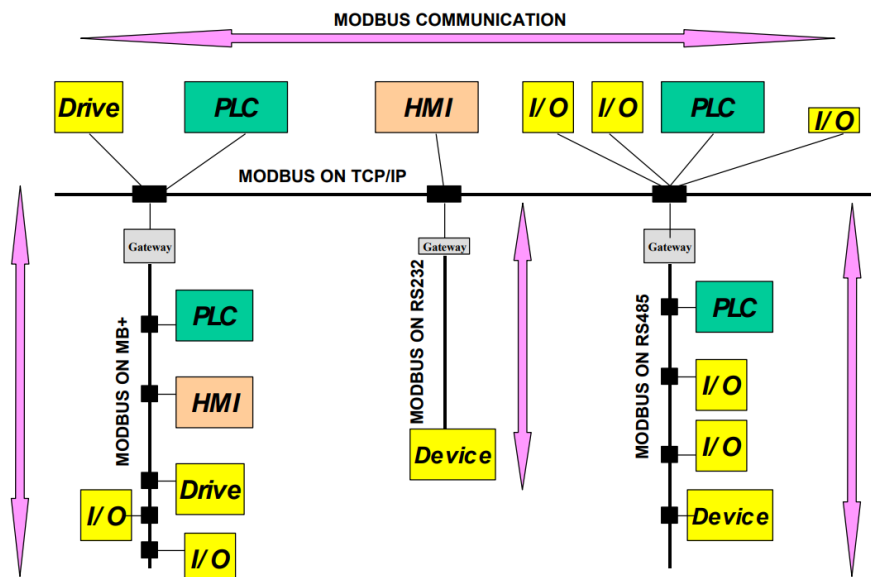 MODBUS COMMUNICATION
Drive
PLC
HMI
I/O
I/O
PLC
I/O
MODBUS ON TCP/IP
Gateway
Gateway
Gateway
MODBUS ON MB+
PLC
HMI
Drive
I/O
I/O
MODBUS ON RS232
Device
MODBUS ON RS485
PLC
I/O
I/O
Device